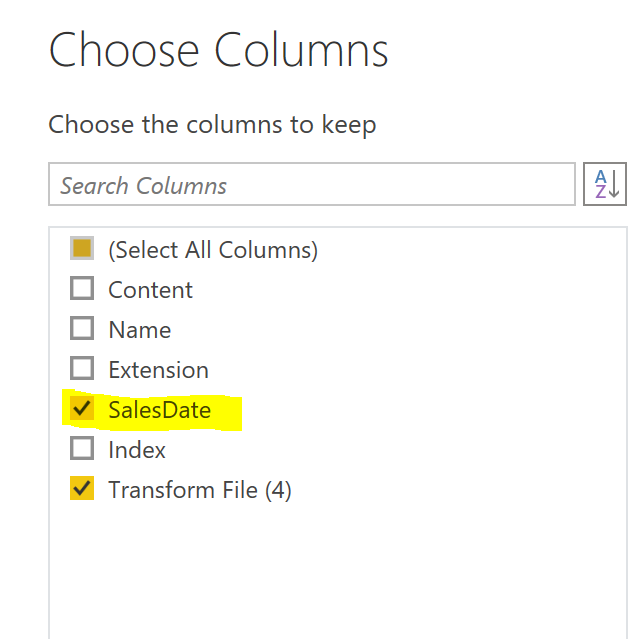 Choose Columns
Choose the columns to keep
Search Columns
A
Z
(Select All Columns)
Content
Name
Extension
SalesDate
Index
Transform File (4)